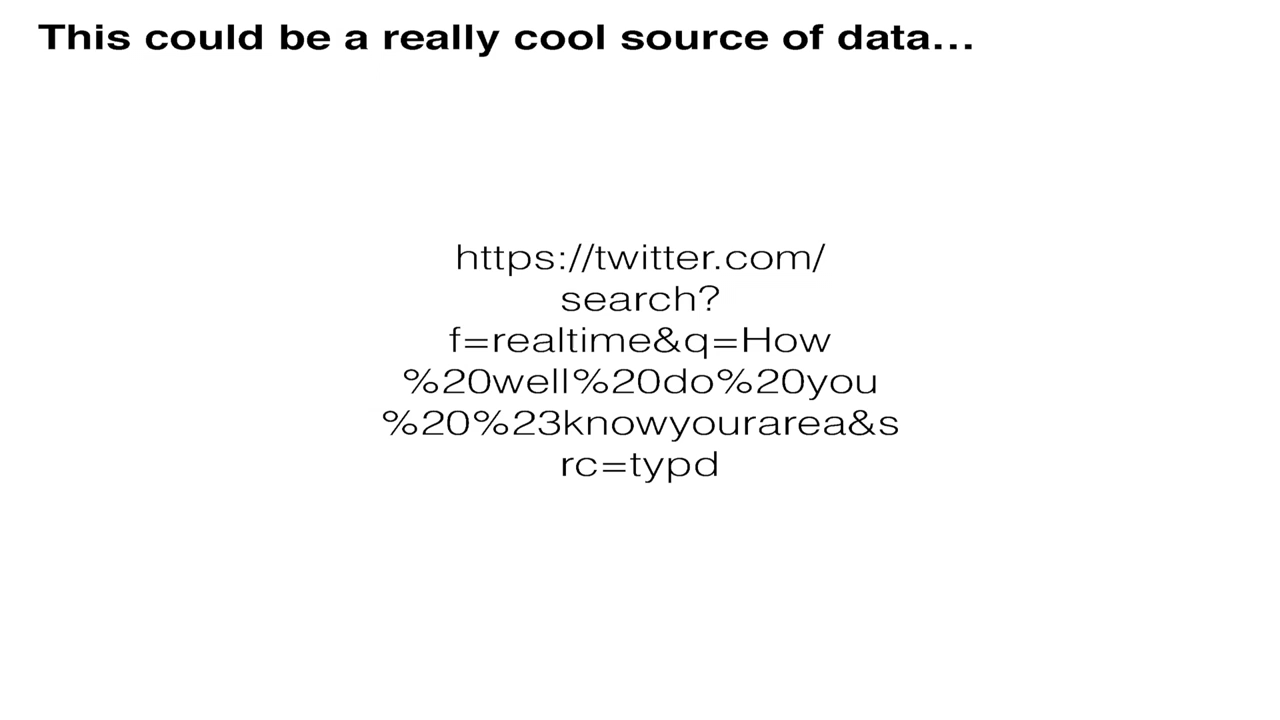 This could be a really cool source of data...
https://twitter.com/
search?
f=realtime&q=How
%20well%20do%20you
%20%23knowyourarea&s
rc=typd